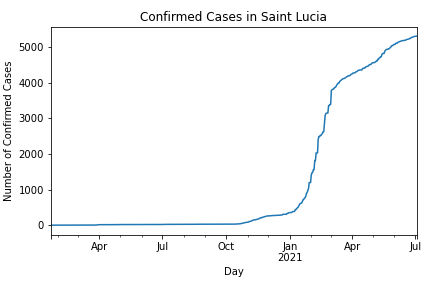 Confirmed Cases in Saint Lucia
Number of Confirmed Cases
5000
4000
3000
2000
1000
0
Apr
Jul
Oct
Jan
2021
Apr
Jul
Day